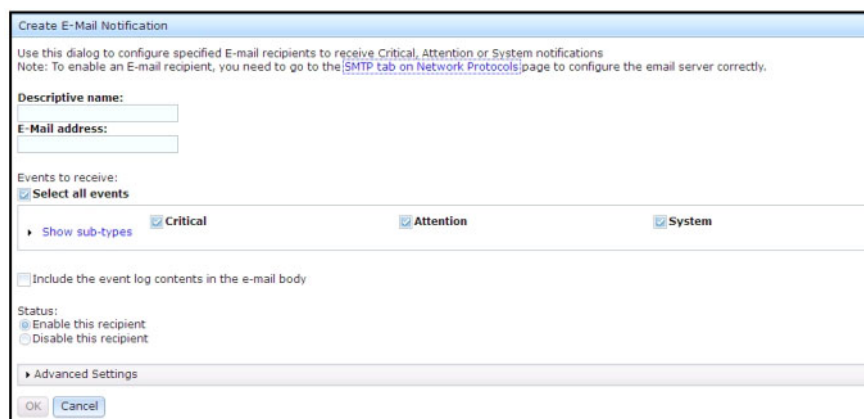 Create E-Mail Notification
Use this dialog to configure specified E-mail recipients to receive Critical, Attention or System notifications
Note: To enable an E-mail recipient, you need to go to the SMTP tab on Network Protocols page to configure the email server correctly.
Descriptive name:
E-Mail address:
Events to receive:
Select all events
Show sub-types Critical Attention System
Include the event log contents in the e-mail body
Status:
Enable this recipient
Disable this recipient
Advanced Settings
OK Cancel